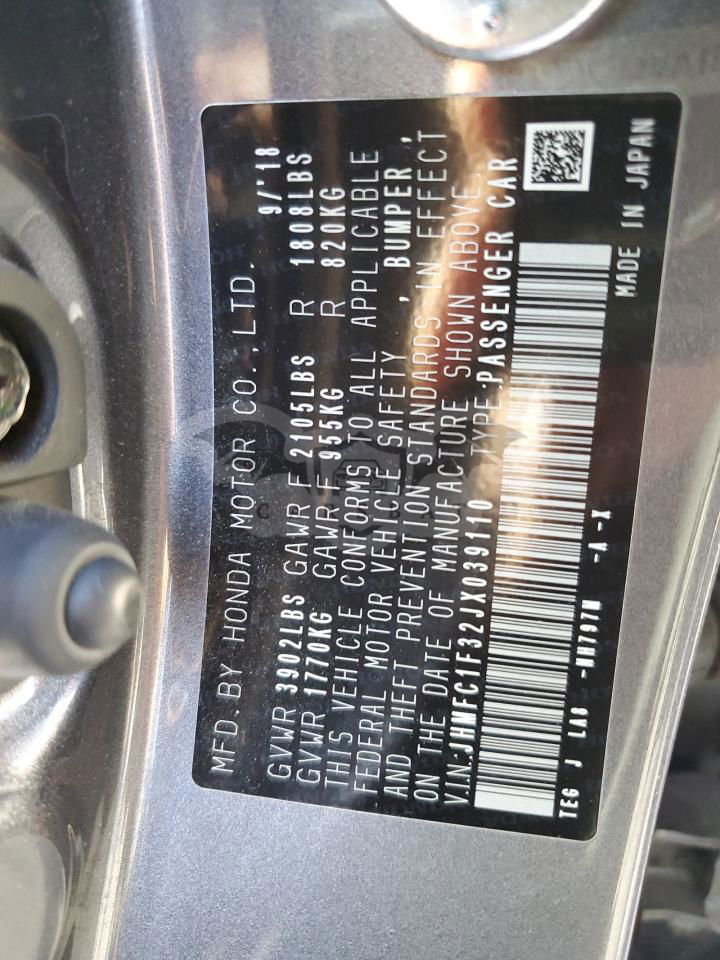 MFD BY HONDA MOTOR CO.,LTD. 9/'18
GVWR 3902LBS GAWR F 2105LBS R 1808LBS
GVWR 1770KG GAWR F 955KG R 820KG
THIS VEHICLE CONFORMS TO ALL APPLICABLE
FEDERAL MOTOR VEHICLE SAFETY , BUMPER ,
AND THEFT PREVENTION STANDARDS IN EFFECT
ON THE DATE OF MANUFACTURE SHOWN ABOVE.
V.I.N:JHMFC1F32JX039110 TYPE:PASSENGER CAR
TEG J LA8 -NH797M -A-X MADE IN JAPAN